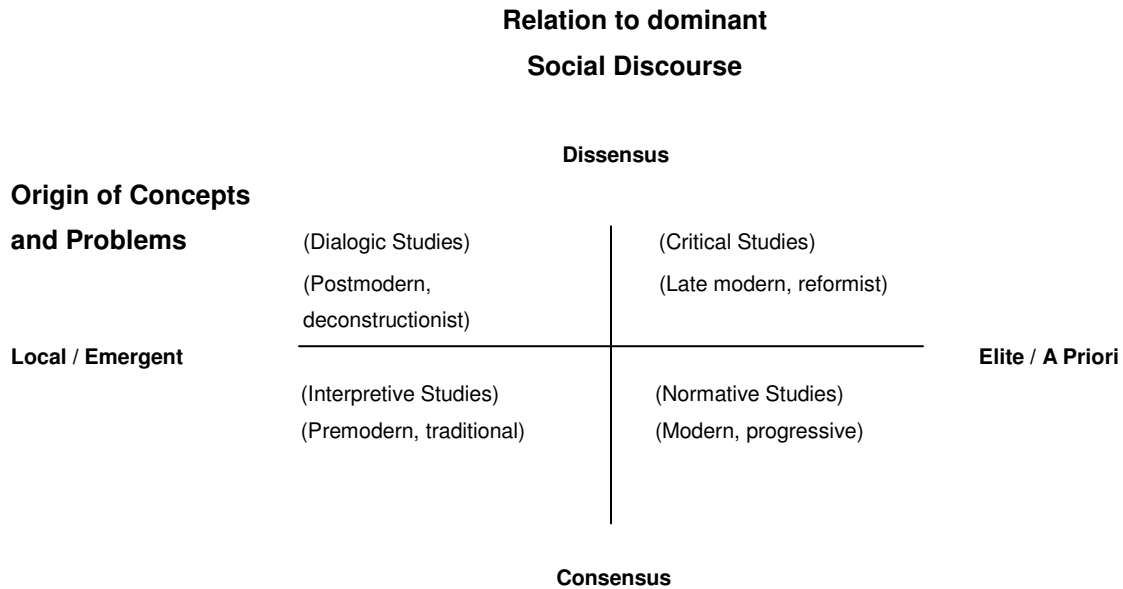 Relation to dominant
Social Discourse
Dissensus
Origin of Concepts
and Problems
(Dialogic Studies)
(Critical Studies)
(Postmodern,
deconstructionist)
(Late modern, reformist)
Local / Emergent
Elite / A Priori
(Interpretive Studies)
(Normative Studies)
(Premodern, traditional)
(Modern, progressive)
Consensus